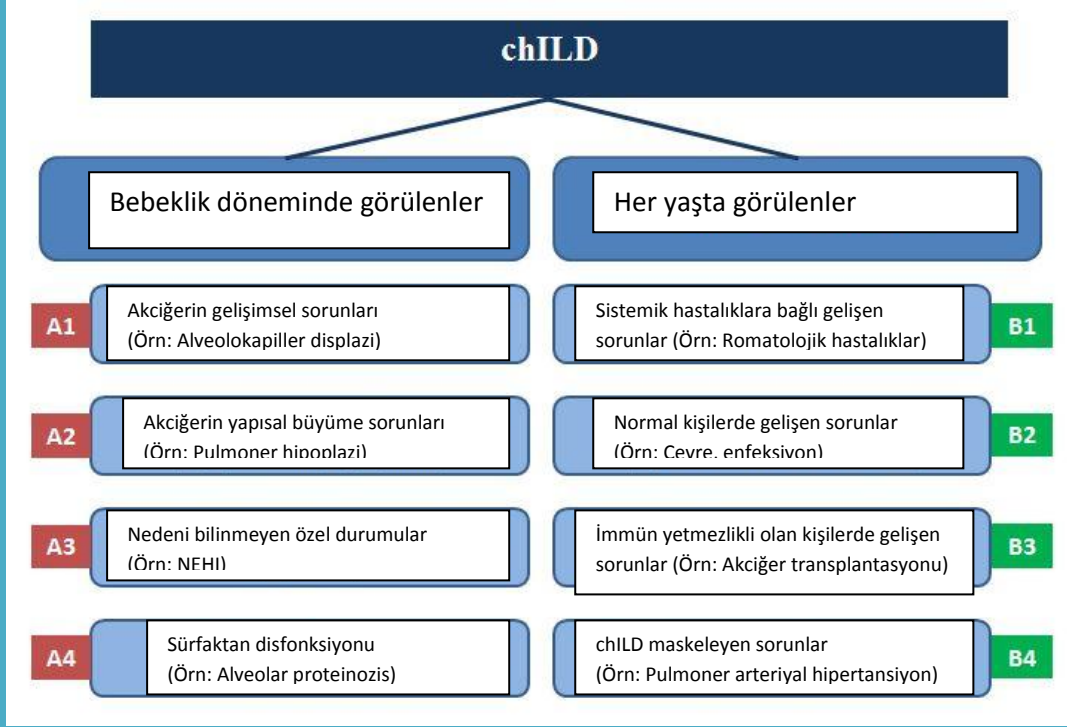 chILD
Bebeklik döneminde görülenler
Her yaşta görülenler
A1
Akciğerin gelişimsel sorunları
(Örn: Alveolokapiller displazi)
Sistemik hastalıklara bağlı gelişen
sorunlar (Örn: Romatolojik hastalıklar)
B1
A2
Akciğerin yapısal büyüme sorunları
(Örn: Pulmoner hipoplazi)
Normal kişilerde gelişen sorunlar
(Örn: Çevre, enfeksiyon)
B2
A3
Nedeni bilinmeyen özel durumular
(Örn: NEHI)
İmmün yetmezlikli olan kişilerde gelişen
sorunlar (Örn: Akciğer transplantasyonu)
B3
A4
Sürfaktan disfonksiyonu
(Örn: Alveolar proteinozis)
chILD maskeleyen sorunlar
(Örn: Pulmoner arteriyal hipertansiyon)
B4